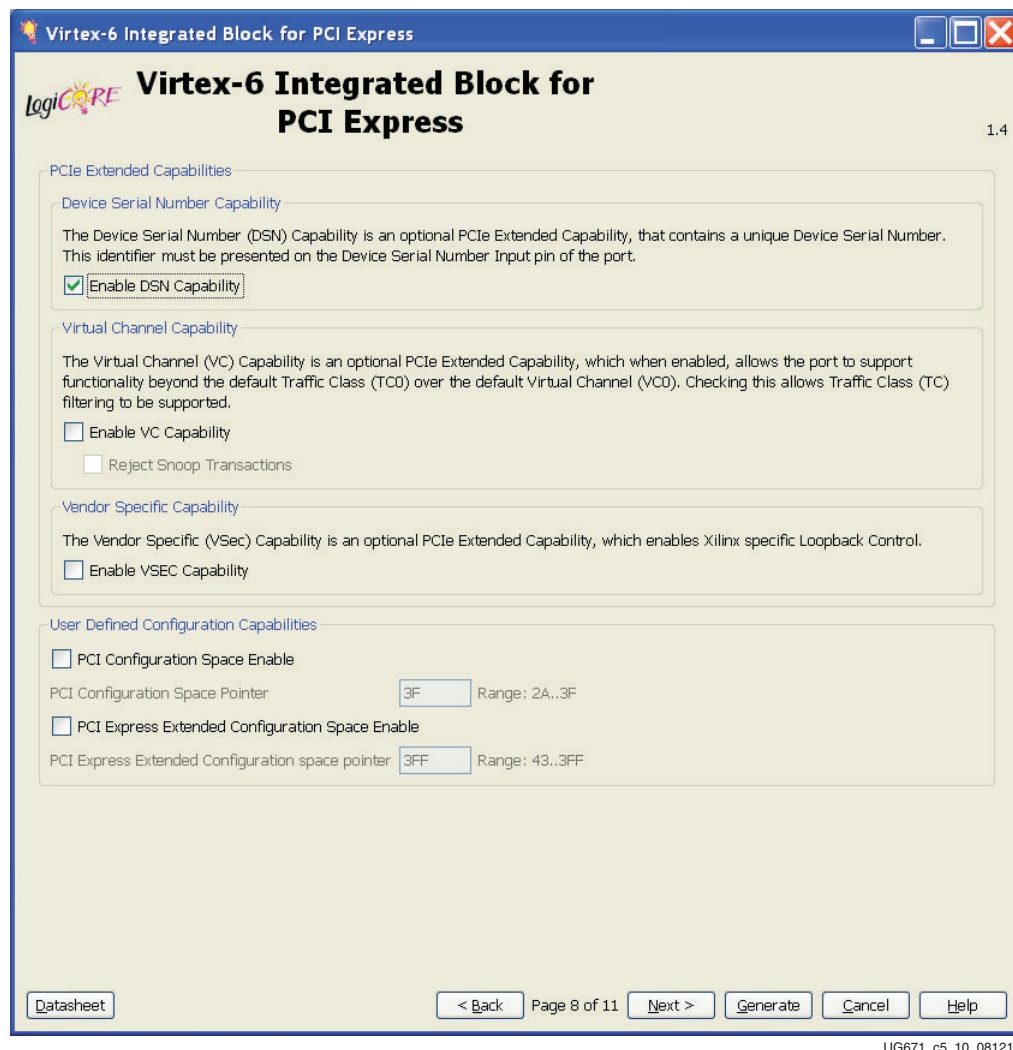 Virtex-6 Integrated Block for PCI Express
LogiCORE
Virtex-6 Integrated Block for
PCI Express
1.4
PCIe Extended Capabilities
Device Serial Number Capability
The Device Serial Number (DSN) Capability is an optional PCIe Extended Capability, that contains a unique Device Serial Number.
This identifier must be presented on the Device Serial Number Input pin of the port.
Enable DSN Capability
Virtual Channel Capability
The Virtual Channel (VC) Capability is an optional PCIe Extended Capability, which when enabled, allows the port to support
functionality beyond the default Traffic Class (TC0) over the default Virtual Channel (VC0). Checking this allows Traffic Class (TC)
filtering to be supported.
Enable VC Capability
Reject Snoop Transactions
Vendor Specific Capability
The Vendor Specific (VSec) Capability is an optional PCIe Extended Capability, which enables Xilinx specific Loopback Control.
Enable VSEC Capability
User Defined Configuration Capabilities
PCI Configuration Space Enable
PCI Configuration Space Pointer 3F Range: 2A..3F
PCI Express Extended Configuration Space Enable
PCI Express Extended Configuration space pointer 3FF Range: 43..3FF
Datasheet < Back Page 8 of 11 Next > Generate Cancel Help
UG671_c5_10_08121